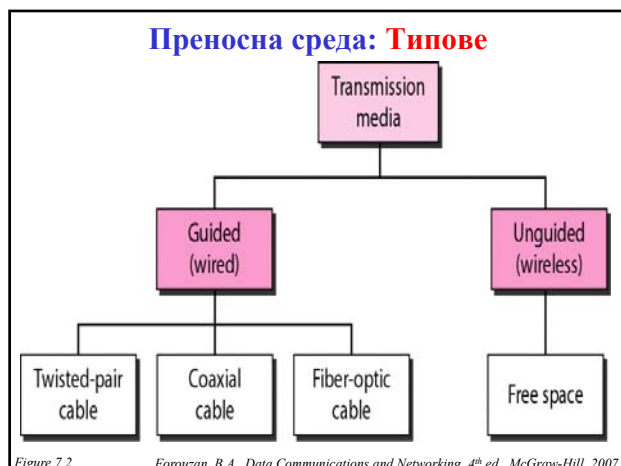 Преносна среда: Типове
Transmission
media
Guided
(wired)
Unguided
(wireless)
Twisted-pair
cable
Coaxial
cable
Fiber-optic
cable
Free space
Figure 7.2 Forouzan, B.A., Data Communications and Networking, 4th ed., McGraw-Hill, 2007